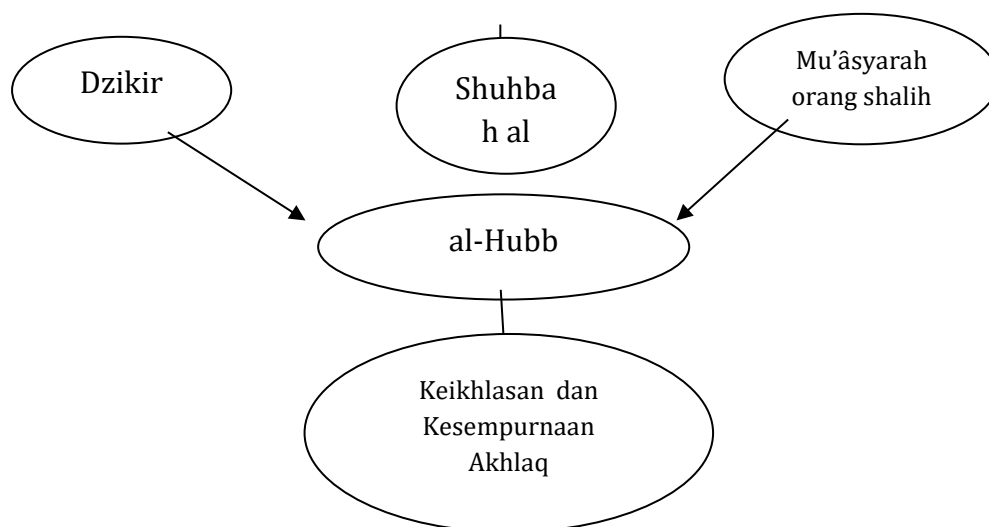 Dzikir
Shuhba
h al
Mu’âsyarah
orang shalih
al-Hubb
Keikhlasan dan
Kesempurnaan
Akhlaq